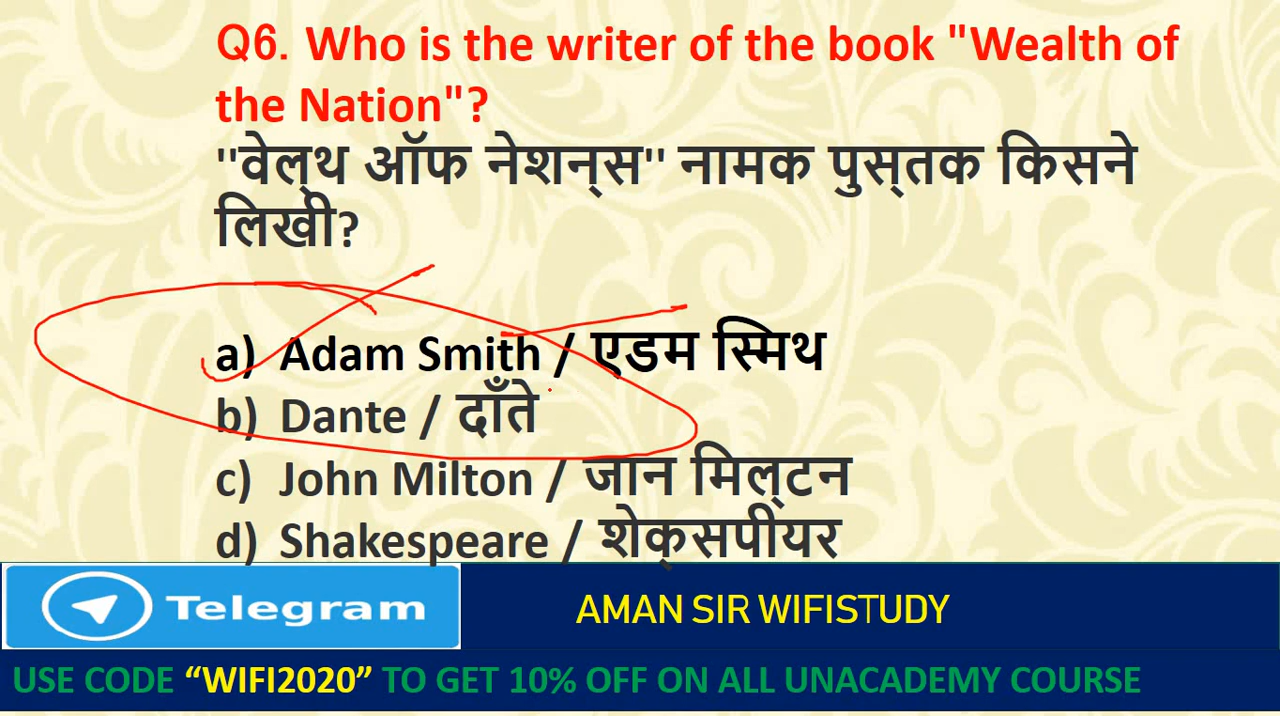 Q6. Who is the writer of the book "Wealth of
the Nation"?
"वेल्‌थ ऑफ नेशन्‌स" नामक पुस्‌तक किसने
लिखी?
a) Adam Smith / एडम स्मिथ
b) Dante / दाँते
c) John Milton / जान मिल्‌टन
d) Shakespeare / शेक्‌सपीयर
Telegram
AMAN SIR WIFISTUDY
USE CODE “WIFI2020” TO GET 10% OFF ON ALL UNACADEMY COURSE